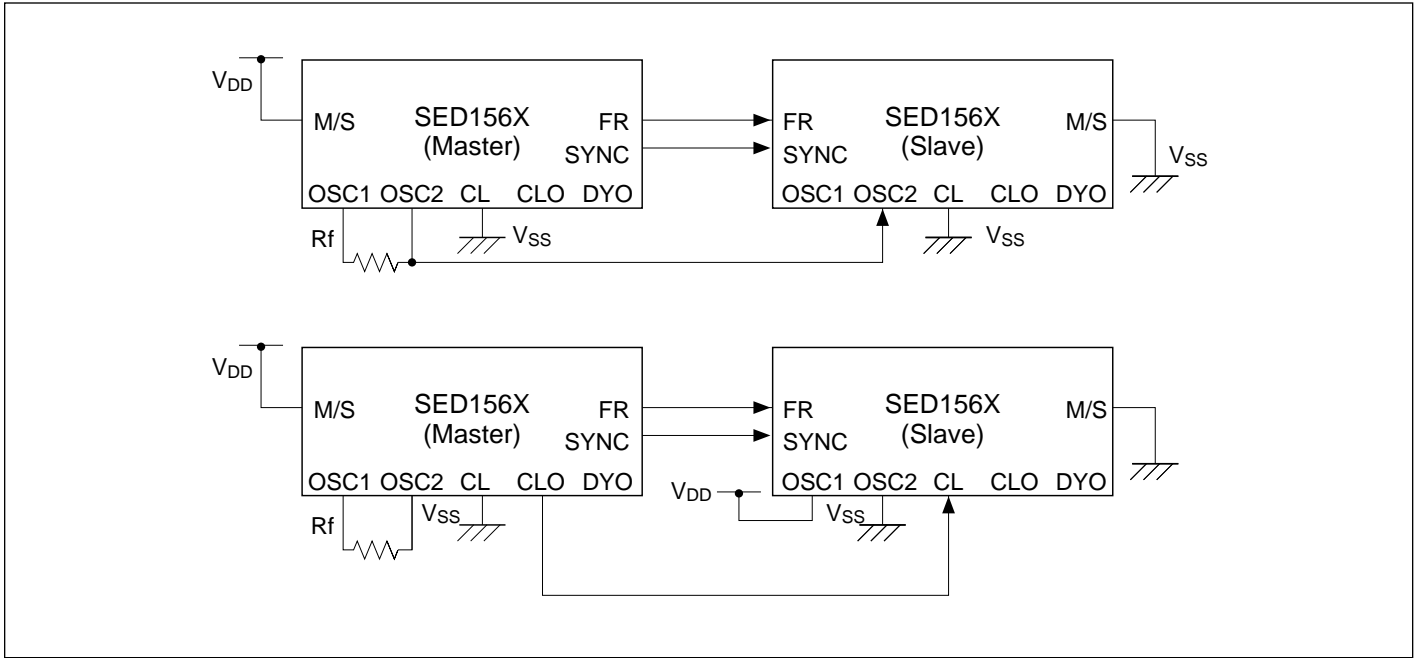 VDD
M/S
SED156X
(Master)
FR
SYNC
OSC1 OSC2 CL CLO DYO
Rf
VSS
FR
SYNC
SED156X
(Slave)
M/S
VSS
OSC1 OSC2 CL CLO DYO
VSS
VDD
M/S
SED156X
(Master)
FR
SYNC
OSC1 OSC2 CL CLO DYO
Rf
VSS
FR
SYNC
SED156X
(Slave)
M/S
VDD
OSC1 OSC2 CL CLO DYO
VSS